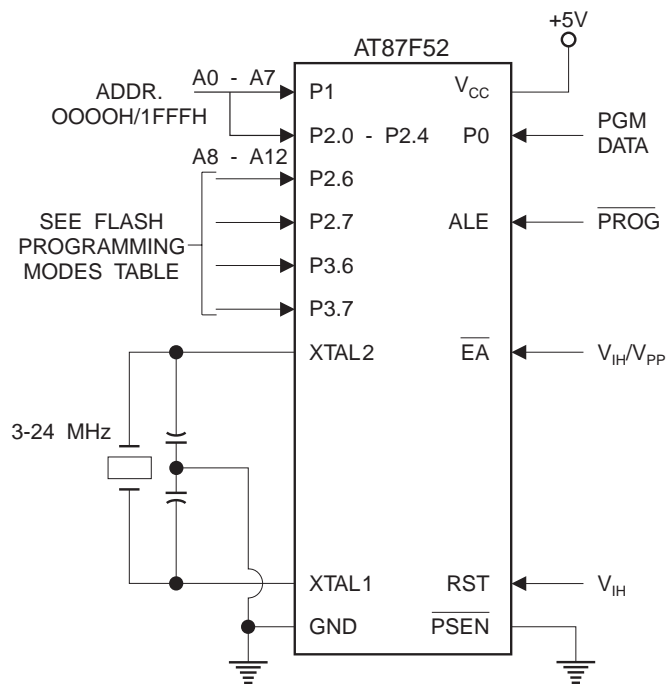 +5V
AT87F52
A0 - A7
ADDR.
OOOOH/1FFFH
P1
VCC
P2.0 - P2.4
P0
PGM
DATA
A8 - A12
P2.6
SEE FLASH
PROGRAMMING
MODES TABLE
P2.7
ALE
PROG
P3.6
P3.7
XTAL2
EA
VIH/VPP
3-24 MHz
XTAL1
RST
VIH
GND
PSEN